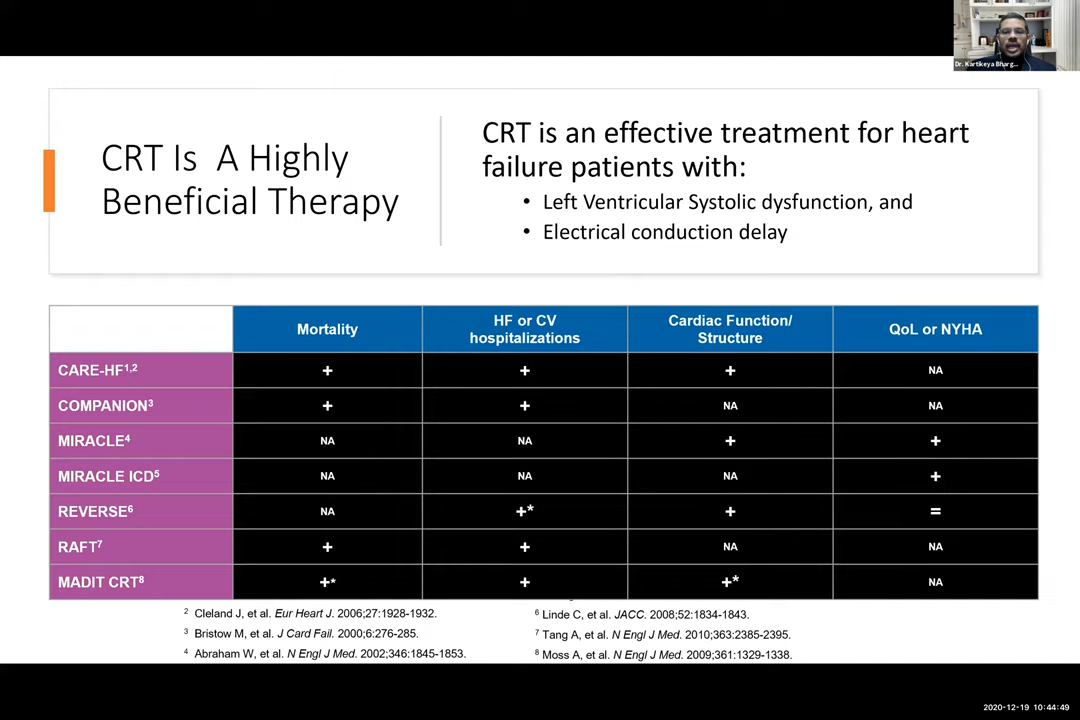 Dr. Kartikeya Bharg...
CRT Is A Highly
Beneficial Therapy
CRT is an effective treatment for heart
failure patients with:
• Left Ventricular Systolic dysfunction, and
• Electrical conduction delay
Mortality
HF or CV
hospitalizations
Cardiac Function/
Structure
QoL or NYHA
CARE-HF1,2 + + + NA
COMPANION3 + + NA NA
MIRACLE4 NA NA + +
MIRACLE ICD5 NA NA NA +
REVERSE6 NA +* + =
RAFT7 + + NA NA
MADIT CRT8 +* + +* NA
2 Cleland J, et al. Eur Heart J. 2006;27:1928-1932.
3 Bristow M, et al. J Card Fail. 2000;6:276-285.
4 Abraham W, et al. N Engl J Med. 2002;346:1845-1853.
6 Linde C, et al. JACC. 2008;52:1834-1843.
7 Tang A, et al. N Engl J Med. 2010;363:2385-2395.
8 Moss A, et al. N Engl J Med. 2009;361:1329-1338.
2020-12-19 10:44:49